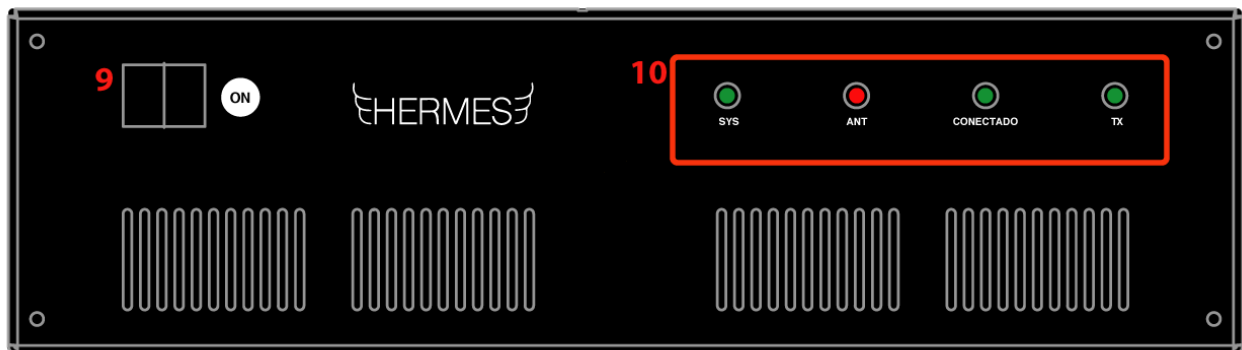 9
ON
HERMES
10
SYS
ANT
CONECTADO
TX